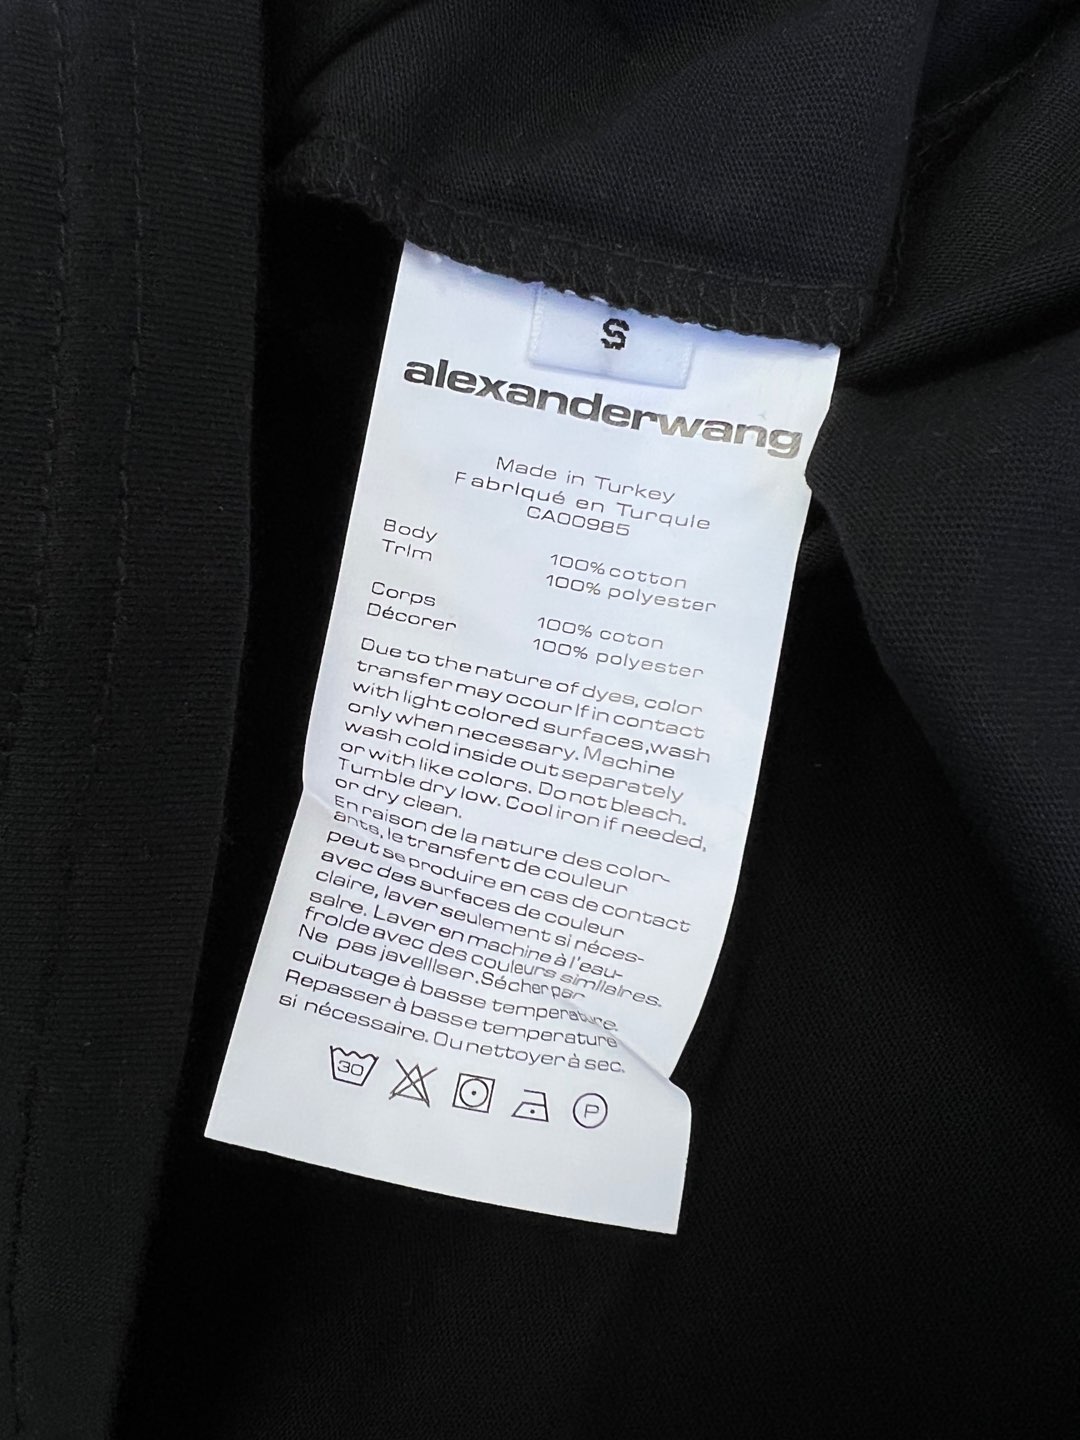 S
alexanderwang
Made in Turkey
Fabriqué en Turquie
CA00985
Body 100% cotton
Trim 100% polyester
Corps 100% coton
Décorer 100% polyester
Due to the nature of dyes, color
transfer may occur if in contact
with light colored surfaces,wash
only when necessary. Machine
wash cold inside out separately
or with like colors. Do not bleach.
Tumble dry low. Cool iron if needed,
or dry clean.
En raison de la nature des color-
ants, le transfert de couleur
peut se produire en cas de contact
avec des surfaces de couleur
claire, laver seulement si néces-
saire. Laver en machine à l'eau-
froide avec des couleurs similaires.
Ne pas javelliser.Sécher par
cuibutage à basse temperature.
Repasser à basse temperature
si nécessaire. Ou nettoyer à sec.
30
P